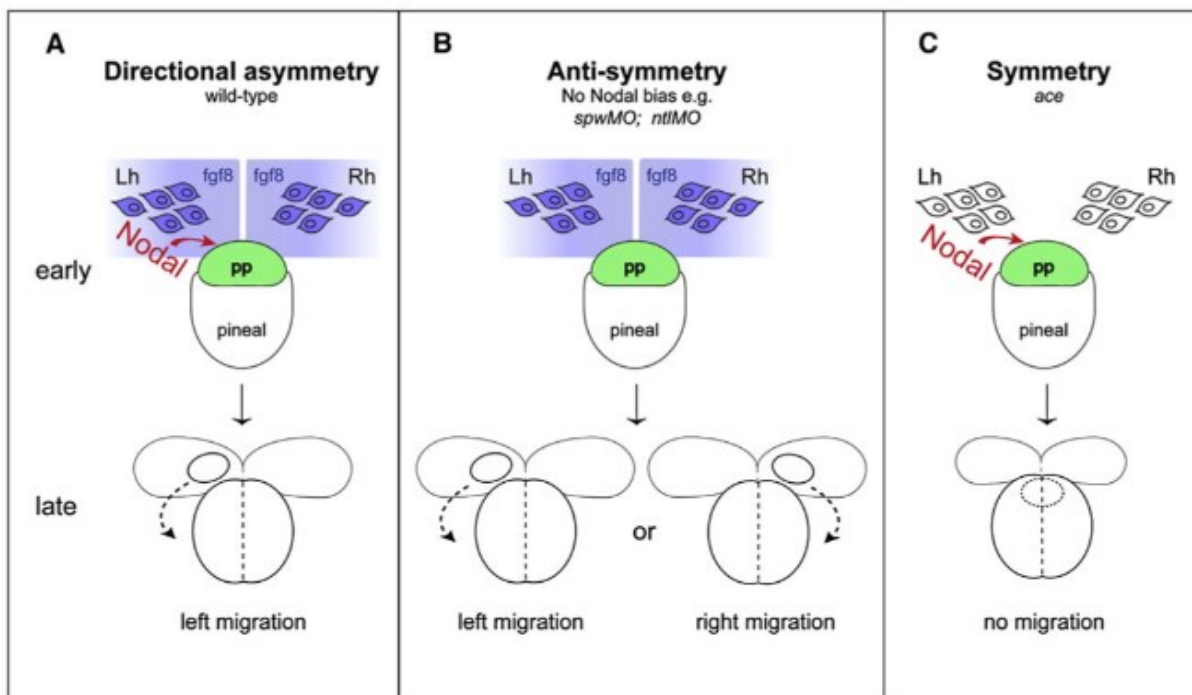 A
Directional asymmetry
wild-type
Lh
fgf8
fgf8
Rh
Nodal
early
pp
pineal
late
left migration
B
Anti-symmetry
No Nodal bias e.g.
spwMO; ntlMO
Lh
fgf8
fgf8
Rh
pp
pineal
or
left migration
right migration
C
Symmetry
ace
Lh
Rh
Nodal
pp
pineal
no migration